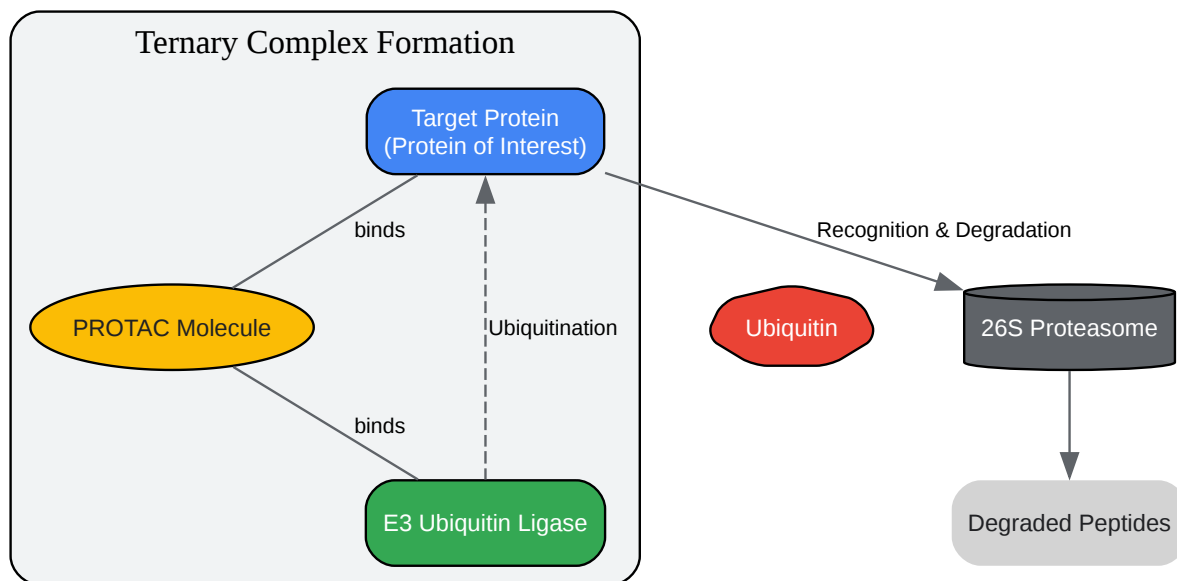 Ternary Complex Formation
Target Protein
(Protein of Interest)
binds
Recognition & Degradation
PROTAC Molecule
Ubiquitination
Ubiquitin
26S Proteasome
binds
E3 Ubiquitin Ligase
Degraded Peptides